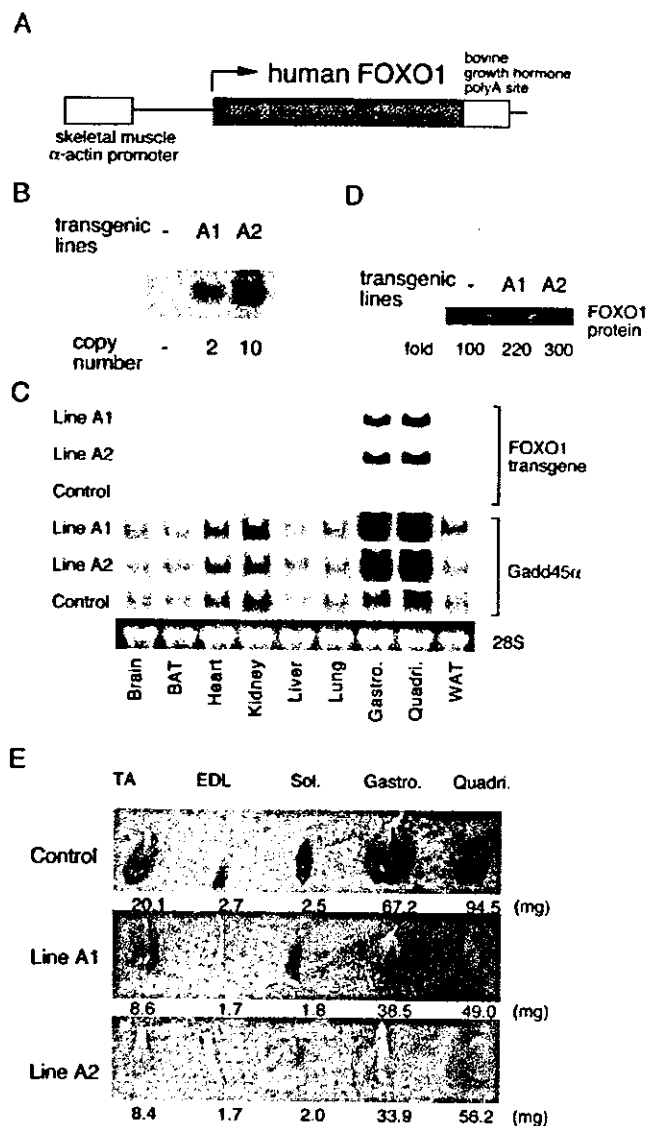 A
human FOXO1
bovine
growth hormone
polyA site
skeletal muscle
α-actin promoter
B
transgenic
lines
- A1 A2
copy
number
- 2 10
D
transgenic
lines
- A1 A2
FOXO1
protein
fold 100 220 300
C
Line A1
Line A2
Control
FOXO1
transgene
Line A1
Line A2
Control
Gadd45α
28S
Brain
BAT
Heart
Kidney
Liver
Lung
Gastro.
Quadri.
WAT
E
TA EDL Sol. Gastro. Quadri.
Control
20.1 2.7 2.5 67.2 94.5 (mg)
Line A1
8.6 1.7 1.8 38.5 49.0 (mg)
Line A2
8.4 1.7 2.0 33.9 56.2 (mg)